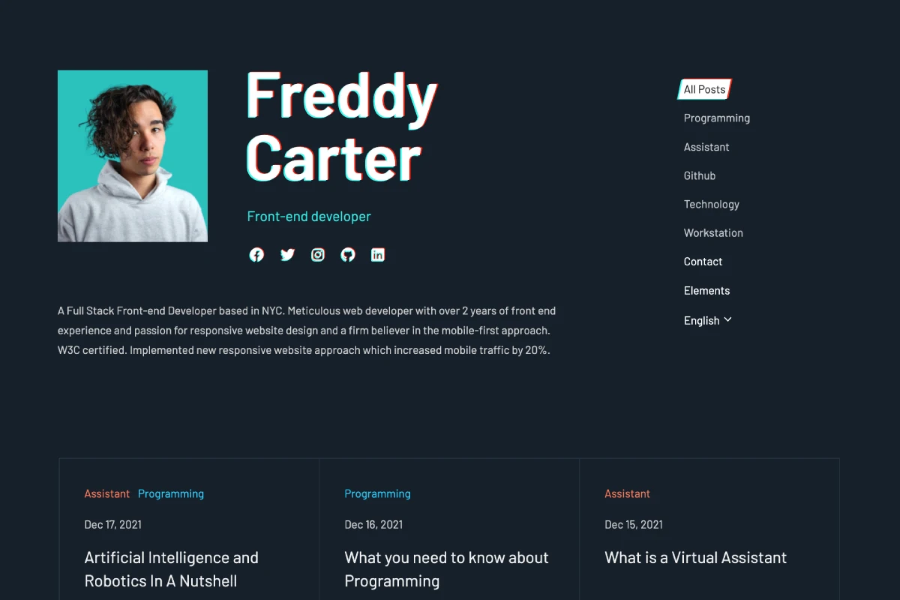 Freddy
Carter
Front-end developer
A Full Stack Front-end Developer based in NYC. Meticulous web developer with over 2 years of front end
experience and passion for responsive website design and a firm believer in the mobile-first approach.
W3C certified. Implemented new responsive website approach which increased mobile traffic by 20%.
All Posts
Programming
Assistant
Github
Technology
Workstation
Contact
Elements
English
Assistant Programming
Dec 17, 2021
Artificial Intelligence and
Robotics In A Nutshell
Programming
Dec 16, 2021
What you need to know about
Programming
Assistant
Dec 15, 2021
What is a Virtual Assistant